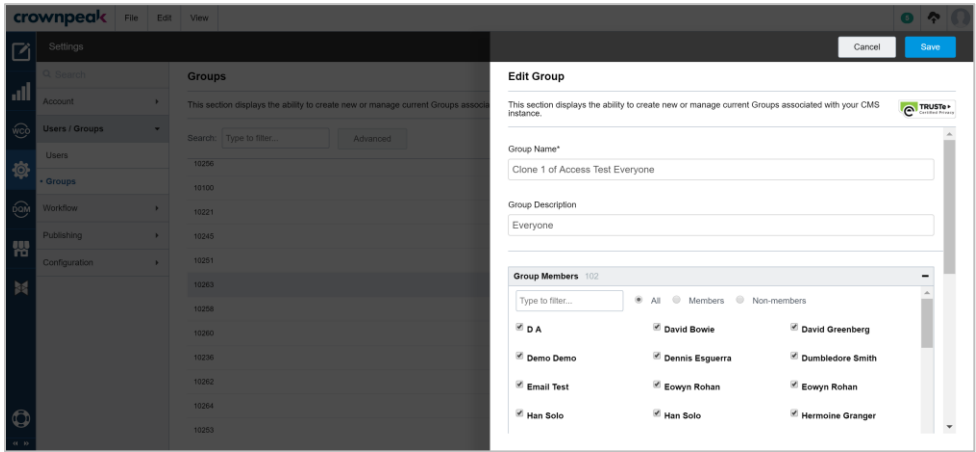 crownpeak File Edit View
Settings
Cancel Save
Search
Account
Users / Groups
Users
Groups
Workflow
Publishing
Configuration
WCO
DQM
Groups
This section displays the ability to create new or manage current Groups associa
Search: Type to filter... Advanced
10256
10100
10221
10245
10251
10263
10258
10260
10236
10262
10264
10253
Edit Group
This section displays the ability to create new or manage current Groups associated with your CMS
instance.
TRUSTe
Certified Privacy
Group Name*
Clone 1 of Access Test Everyone
Group Description
Everyone
Group Members 102
Type to filter... All Members Non-members
D A David Bowie David Greenberg
Demo Demo Dennis Esguerra Dumbledore Smith
Email Test Eowyn Rohan Eowyn Rohan
Han Solo Han Solo Hermoine Granger